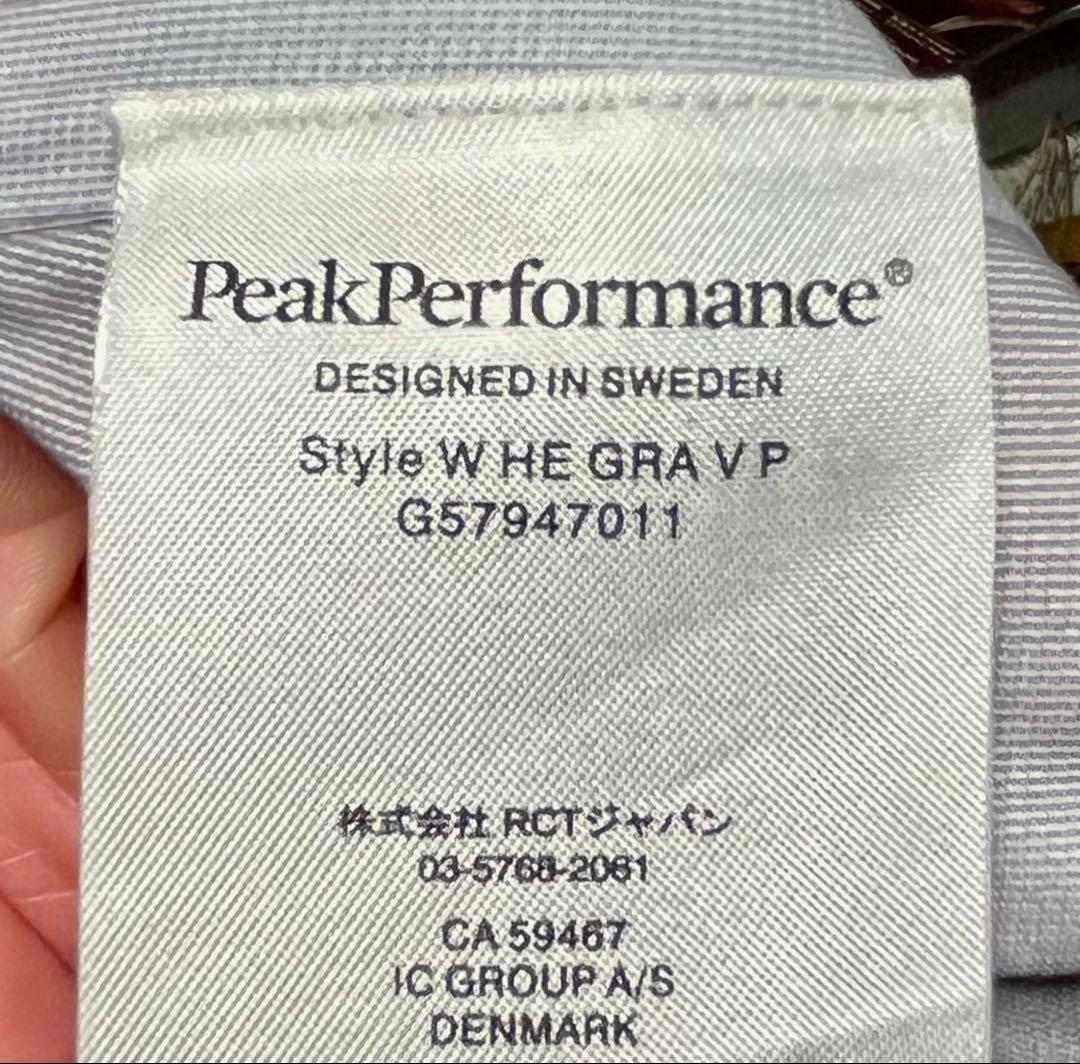 PeakPerformance®
DESIGNED IN SWEDEN
Style W HE GRA V P
G57947011
株式会社 RCTジャパン
03-5768-2061
CA 59467
IC GROUP A/S
DENMARK